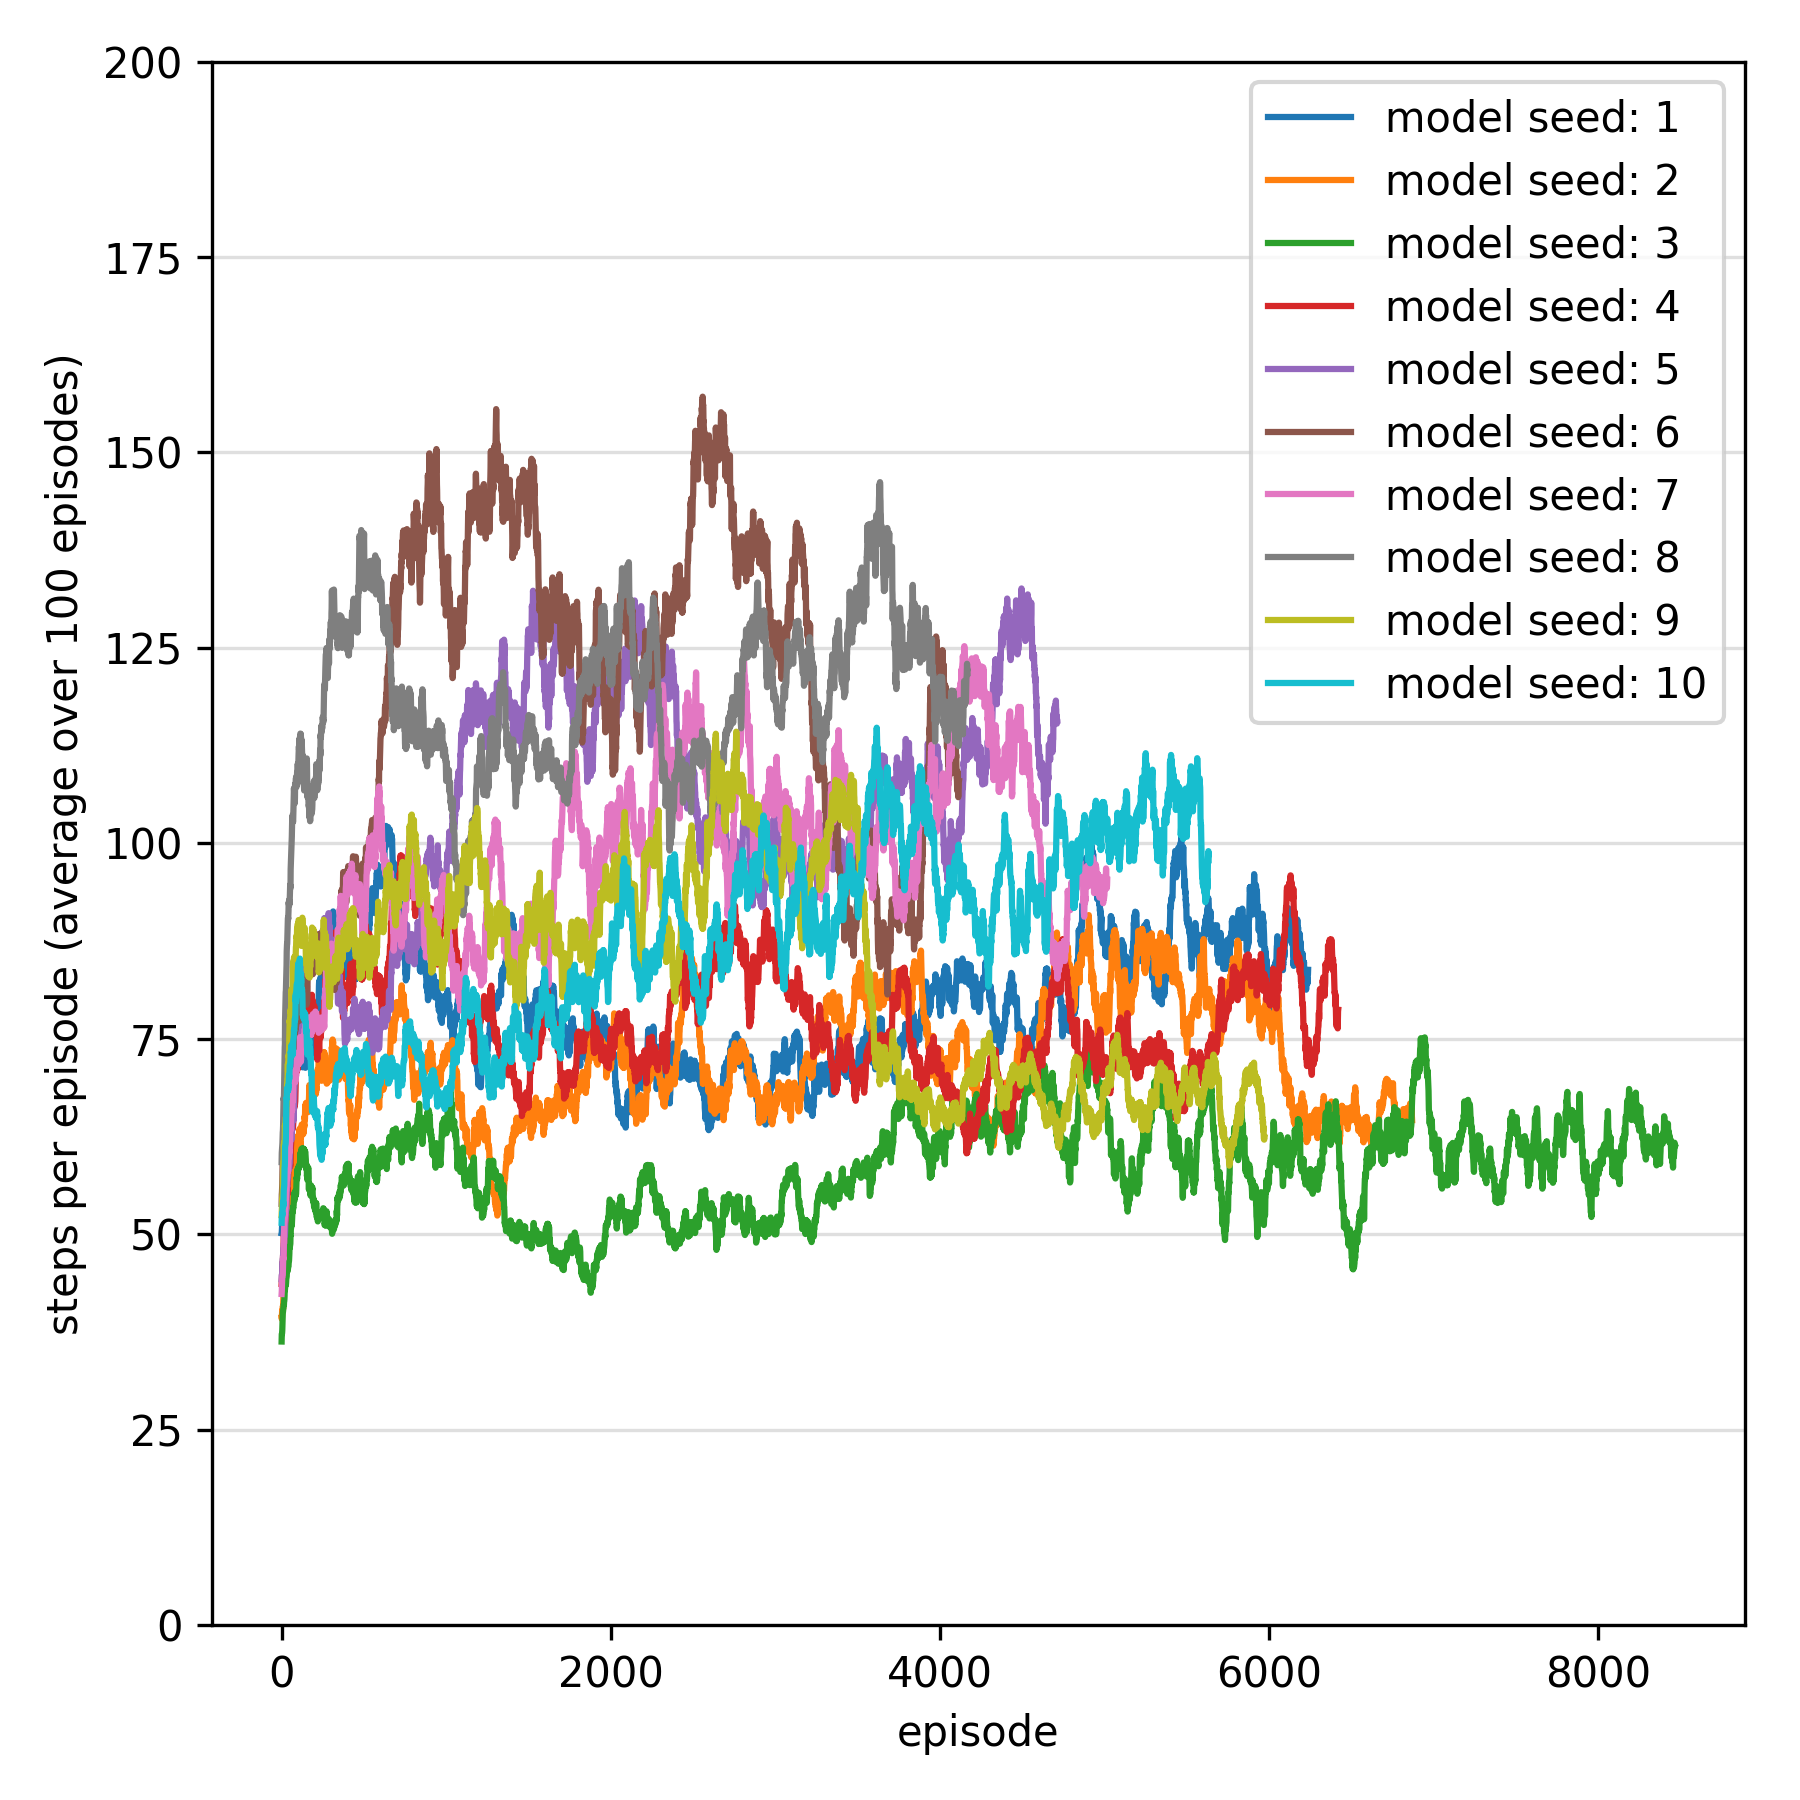 200
175
150
125
100
75
50
25
0
steps per episode (average over 100 episodes)
model seed: 1
model seed: 2
model seed: 3
model seed: 4
model seed: 5
model seed: 6
model seed: 7
model seed: 8
model seed: 9
model seed: 10
0 2000 4000 6000 8000
episode